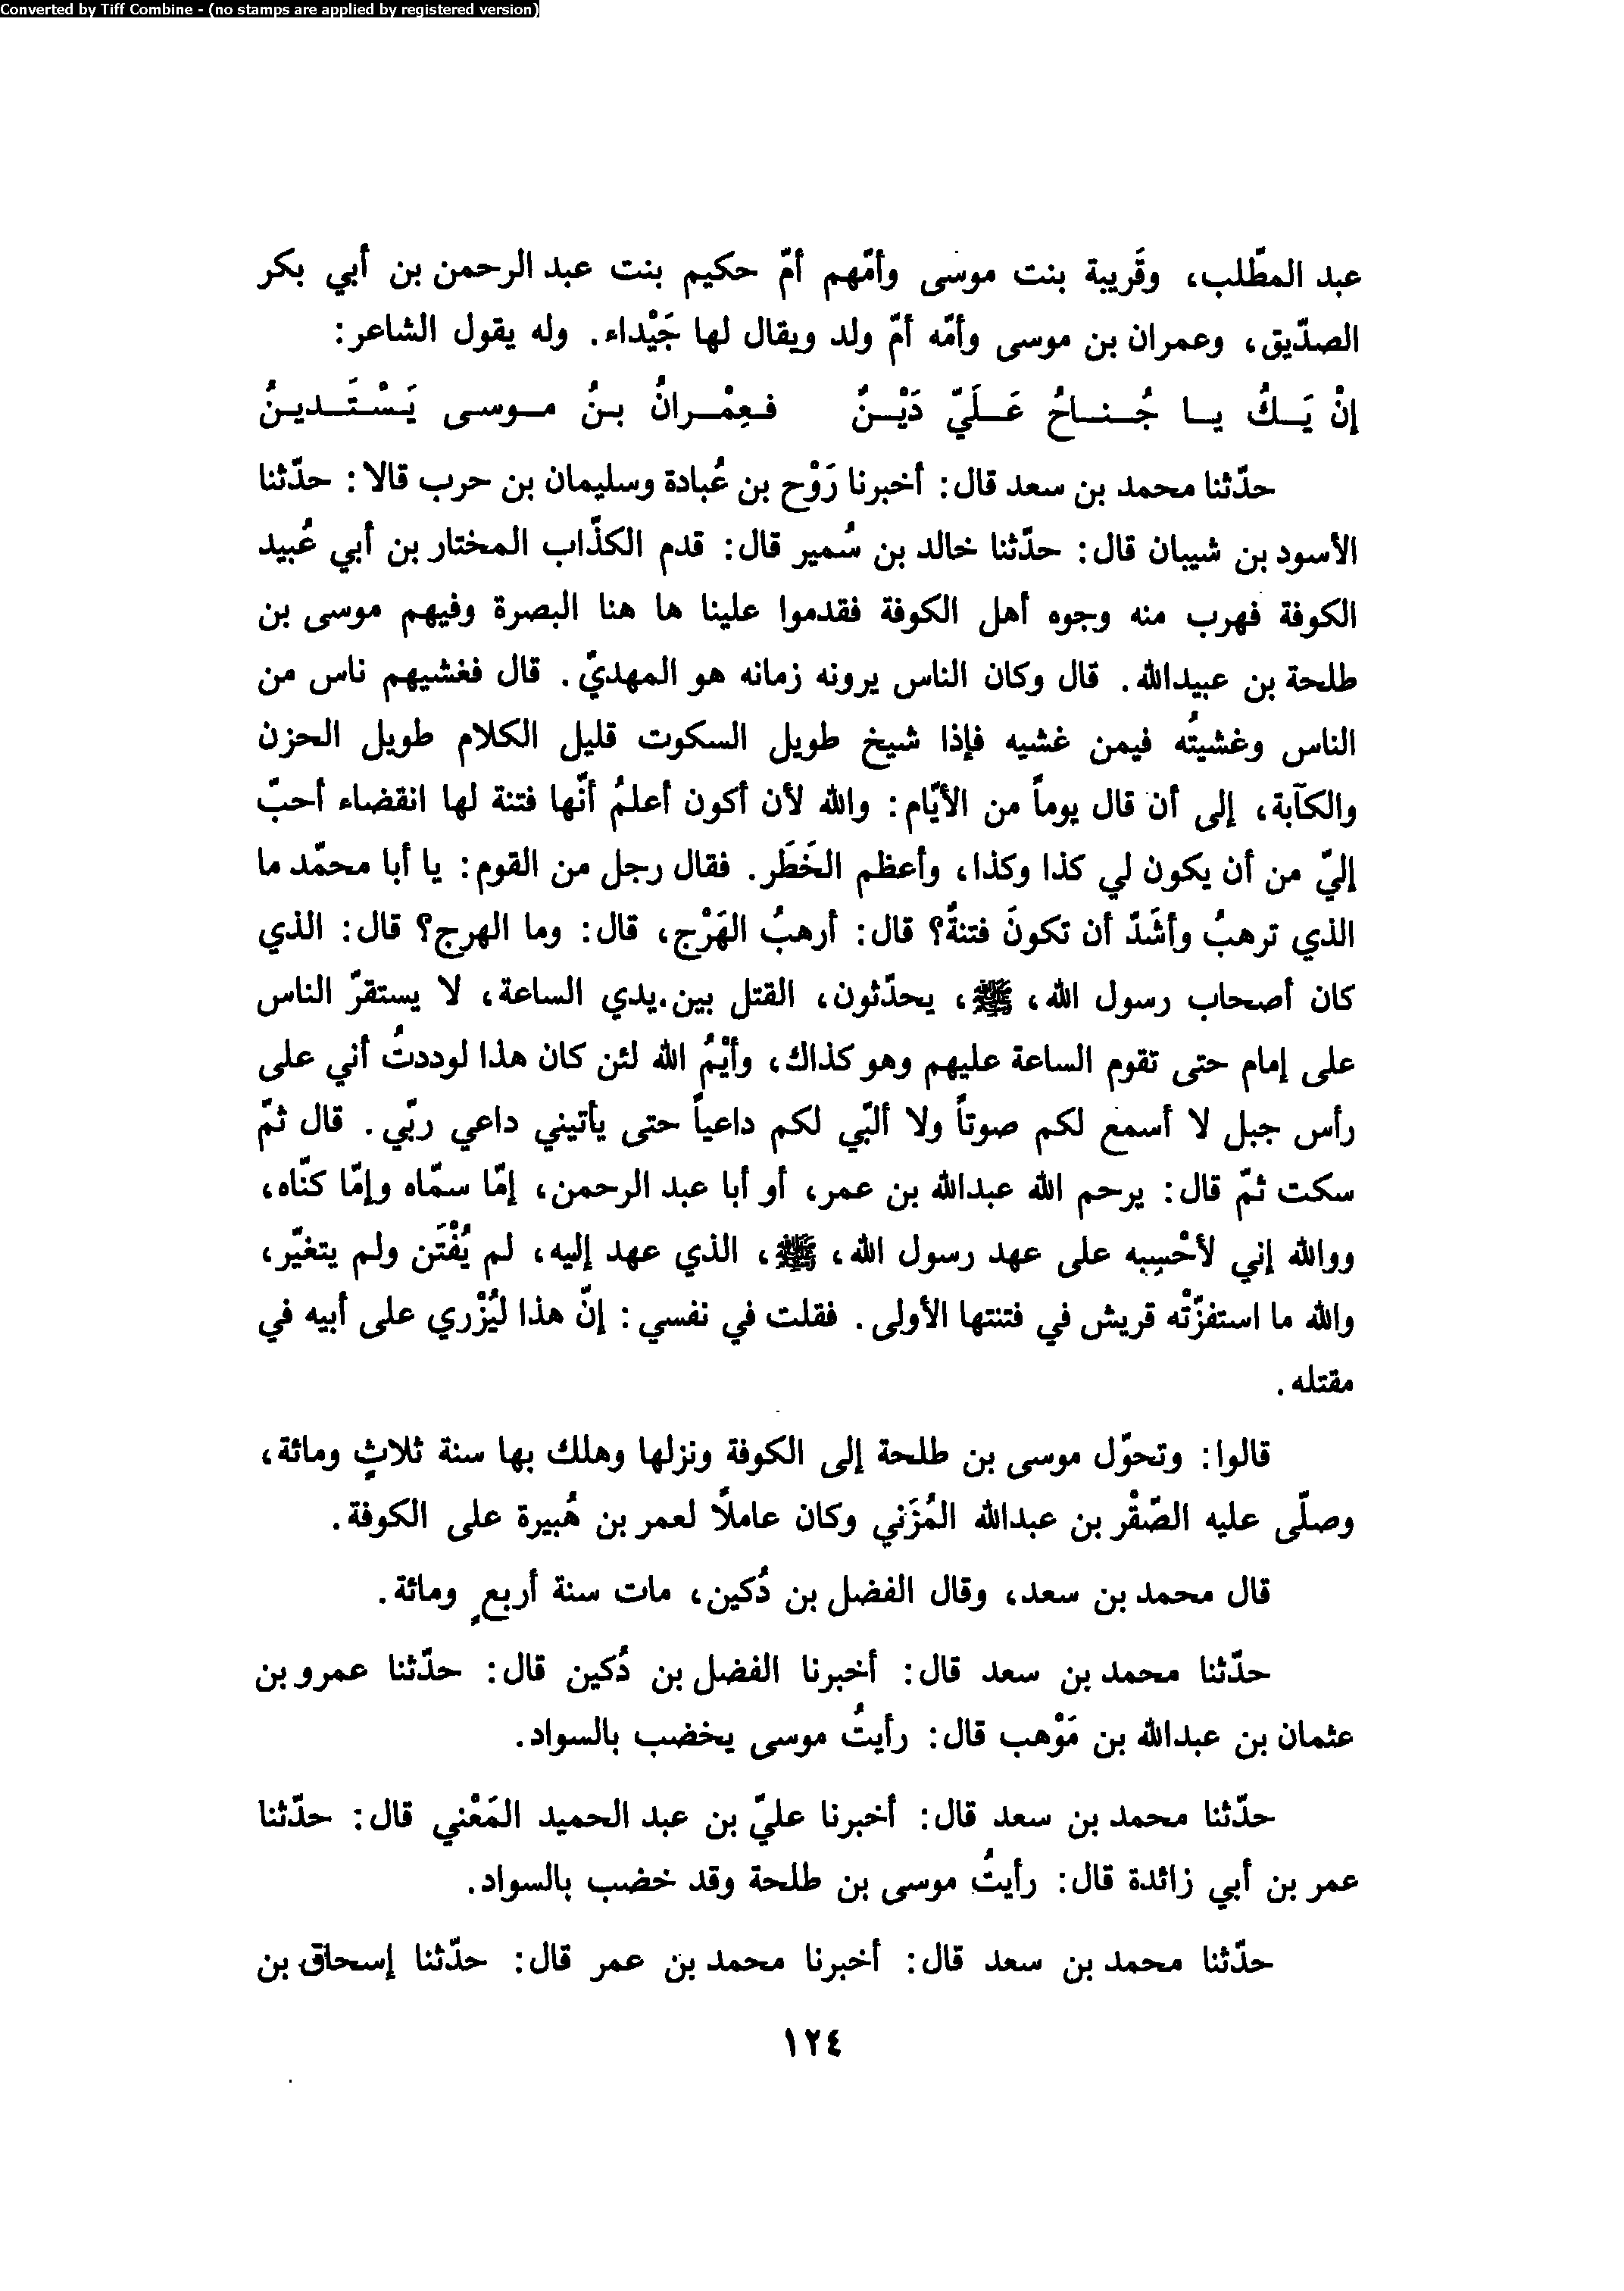 Converted by Tiff Combine - (no stamps are applied by registered version)
عبد المطّلب، وقَريبة بنت موسى وأمّهم أمّ حكيم بنت عبد الرحمن بن أبي بكر
الصدّيق، وعمران بن موسى وأمّه أمّ ولد ويقال لها جَيْداء. وله يقول الشاعر:
إنْ يَـكُ يـا جُـنـاحُ عَـلَيّ دَيْـنٌ فـعِمْـرانُ بـنُ مـوسـى يَـسْـتَـديـنُ
حدّثنا محمد بن سعد قال: أخبرنا رَوْح بن عُبادة وسليمان بن حرب قالا: حدّثنا
الأسود بن شيبان قال: حدّثنا خالد بن سُمير قال: قدم الكذّاب المختار بن أبي عُبيد
الكوفة فهرب منه وجوه أهل الكوفة فقدموا علينا ها هنا البصرة وفيهم موسى بن
طلحة بن عبيدالله. قال وكان الناس يرونه زمانه هو المهديّ. قال فغشيهم ناس من
الناس وغشيتُه فيمن غشيه فإذا شيخ طويل السكوت قليل الكلام طويل الحزن
والكآبة، إلى أن قال يوماً من الأيّام: والله لأن أكون أعلمُ أنّها فتنة لها انقضاء أحبّ
إليّ من أن يكون لي كذا وكذا، وأعظم الخَطَر. فقال رجل من القوم: يا أبا محمّد ما
الذي ترهبُ وأشَدّ أن تكونَ فتنةٌ؟ قال: أرهبُ الهَرْج، قال: وما الهرج؟ قال: الذي
كان أصحاب رسول الله، ﷺ، يحدّثون، القتل بين يدي الساعة، لا يستقرّ الناس
على إمام حتى تقوم الساعة عليهم وهو كذاك، وأيْمُ الله لئن كان هذا لوددتُ أني على
رأس جبل لا أسمع لكم صوتاً ولا ألبّي لكم داعياً حتى يأتيني داعي ربّي. قال ثمّ
سكت ثمّ قال: يرحم الله عبدالله بن عمر، أو أبا عبد الرحمن، إمّا سمّاه وإمّا كنّاه،
ووالله إني لأحْسِبه على عهد رسول الله، ﷺ، الذي عهد إليه، لم يُفْتَن ولم يتغيّر،
والله ما استفزّتْه قريش في فتنتها الأولى. فقلت في نفسي: إنّ هذا ليُزْري على أبيه في
مقتله.
قالوا: وتحوّل موسى بن طلحة إلى الكوفة ونزلها وهلك بها سنة ثلاثٍ ومائة،
وصلّى عليه الصّقْر بن عبدالله المُزَني وكان عاملاً لعمر بن هُبيرة على الكوفة.
قال محمد بن سعد، وقال الفضل بن دُكين، مات سنة أربعٍ ومائة.
حدّثنا محمد بن سعد قال: أخبرنا الفضل بن دُكين قال: حدّثنا عمرو بن
عثمان بن عبدالله بن مَوْهب قال: رأيتُ موسى يخضب بالسواد.
حدّثنا محمد بن سعد قال: أخبرنا عليّ بن عبد الحميد المَعْني قال: حدّثنا
عمر بن أبي زائدة قال: رأيتُ موسى بن طلحة وقد خضب بالسواد.
حدّثنا محمد بن سعد قال: أخبرنا محمد بن عمر قال: حدّثنا إسحاق بن
١٢٤